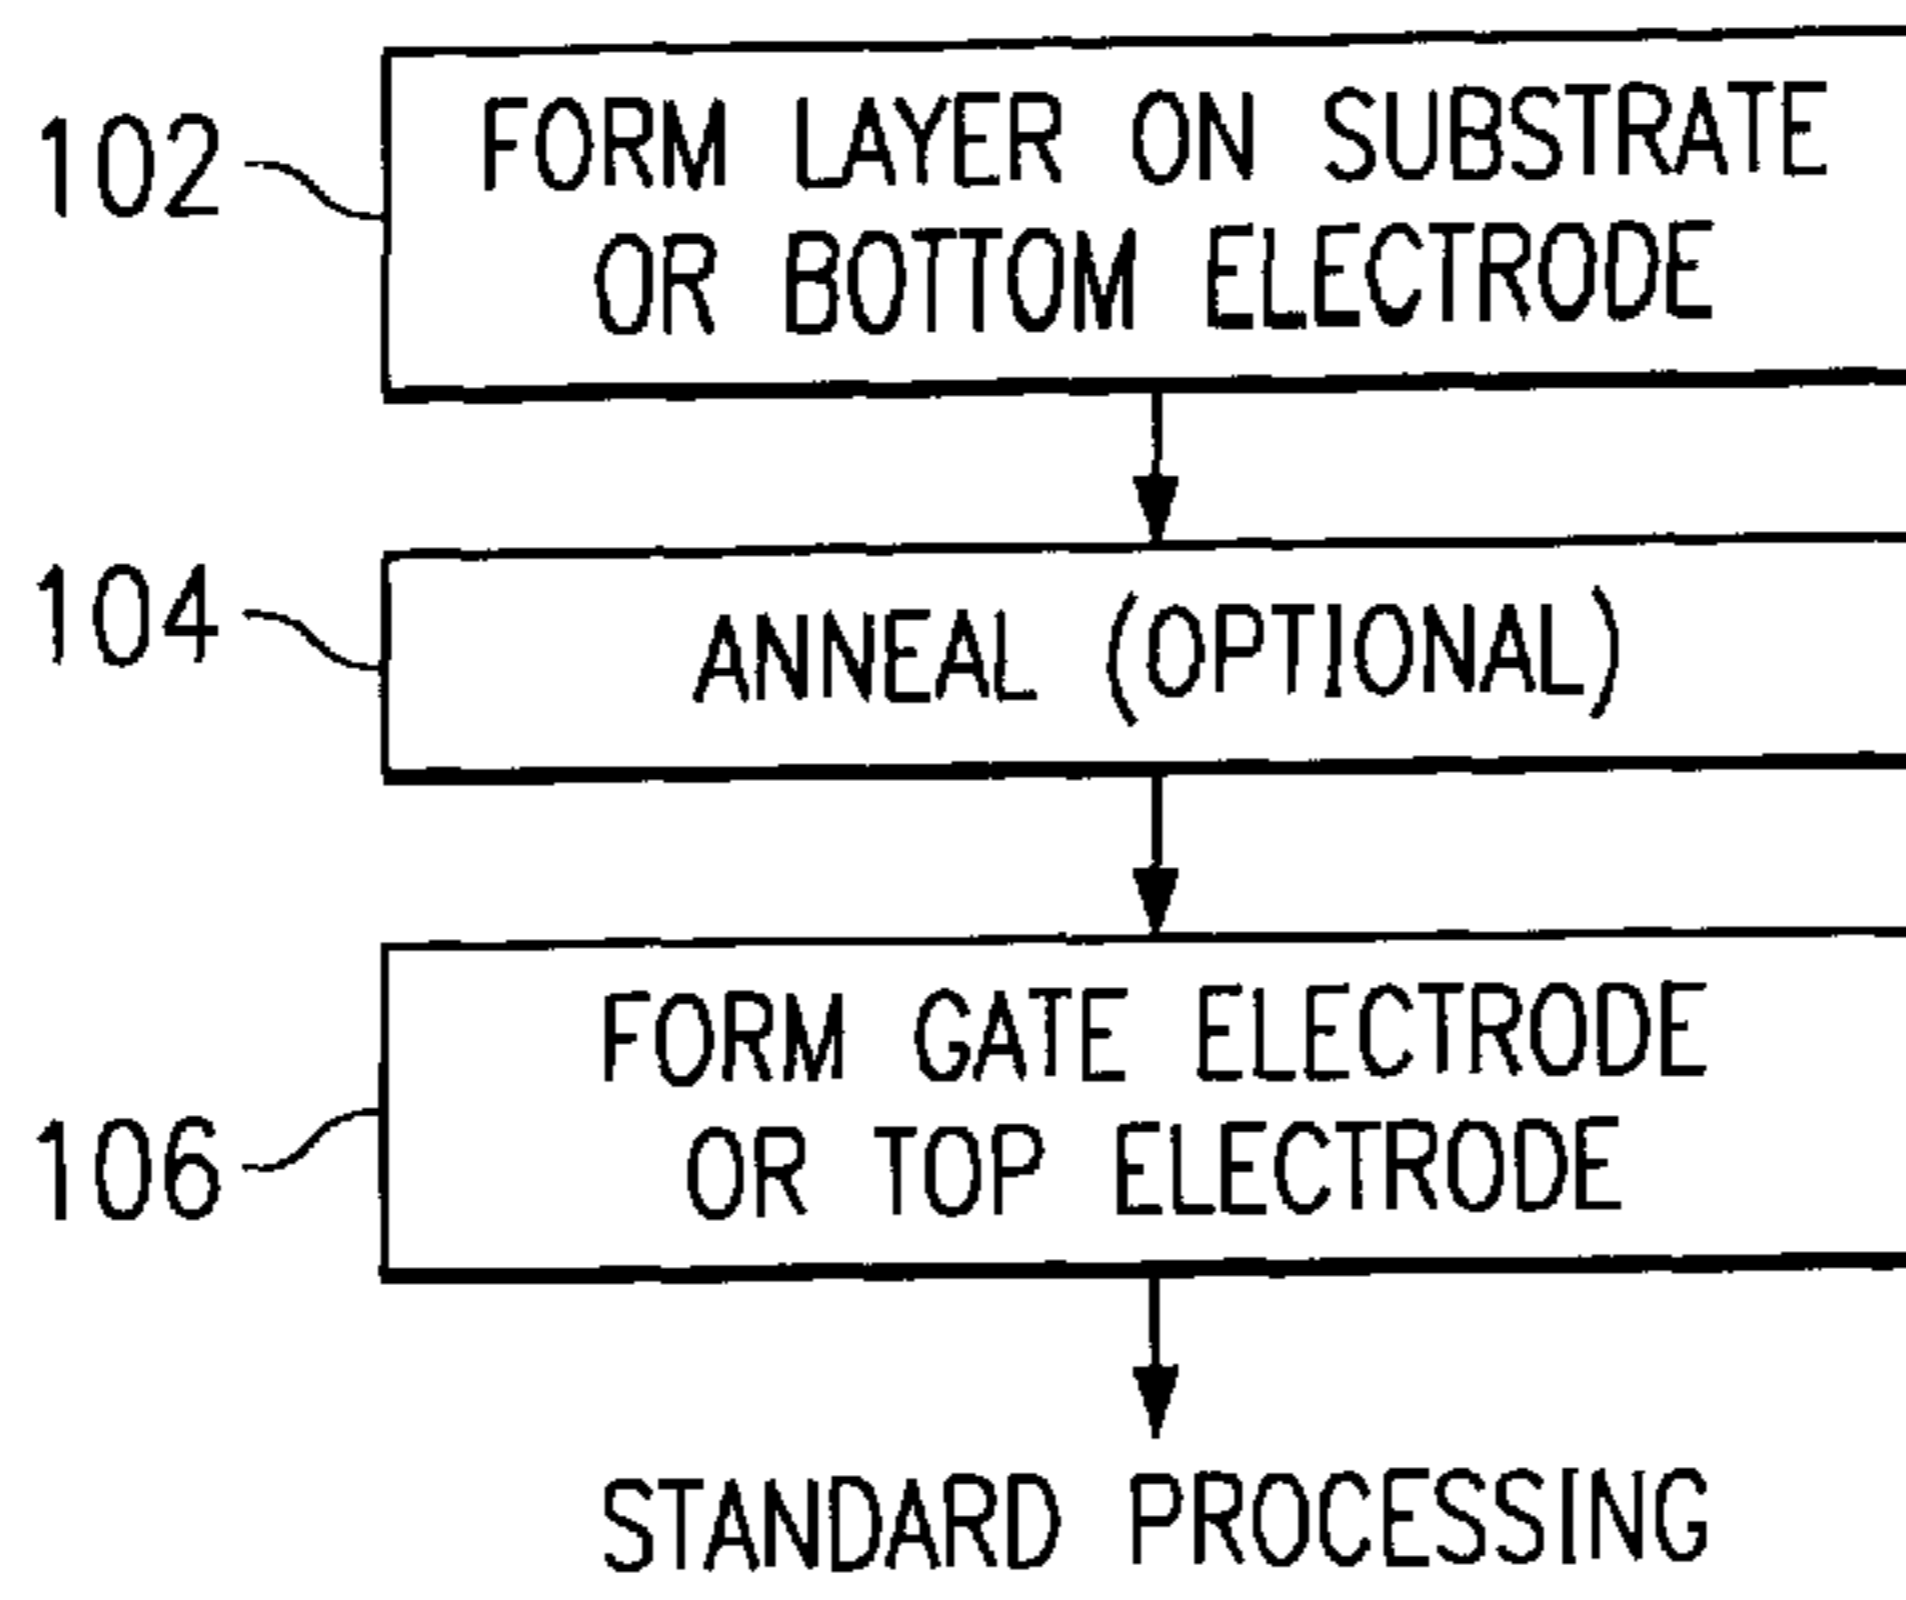 102
FORM LAYER ON SUBSTRATE
OR BOTTOM ELECTRODE
104
ANNEAL (OPTIONAL)
106
FORM GATE ELECTRODE
OR TOP ELECTRODE
STANDARD PROCESSING